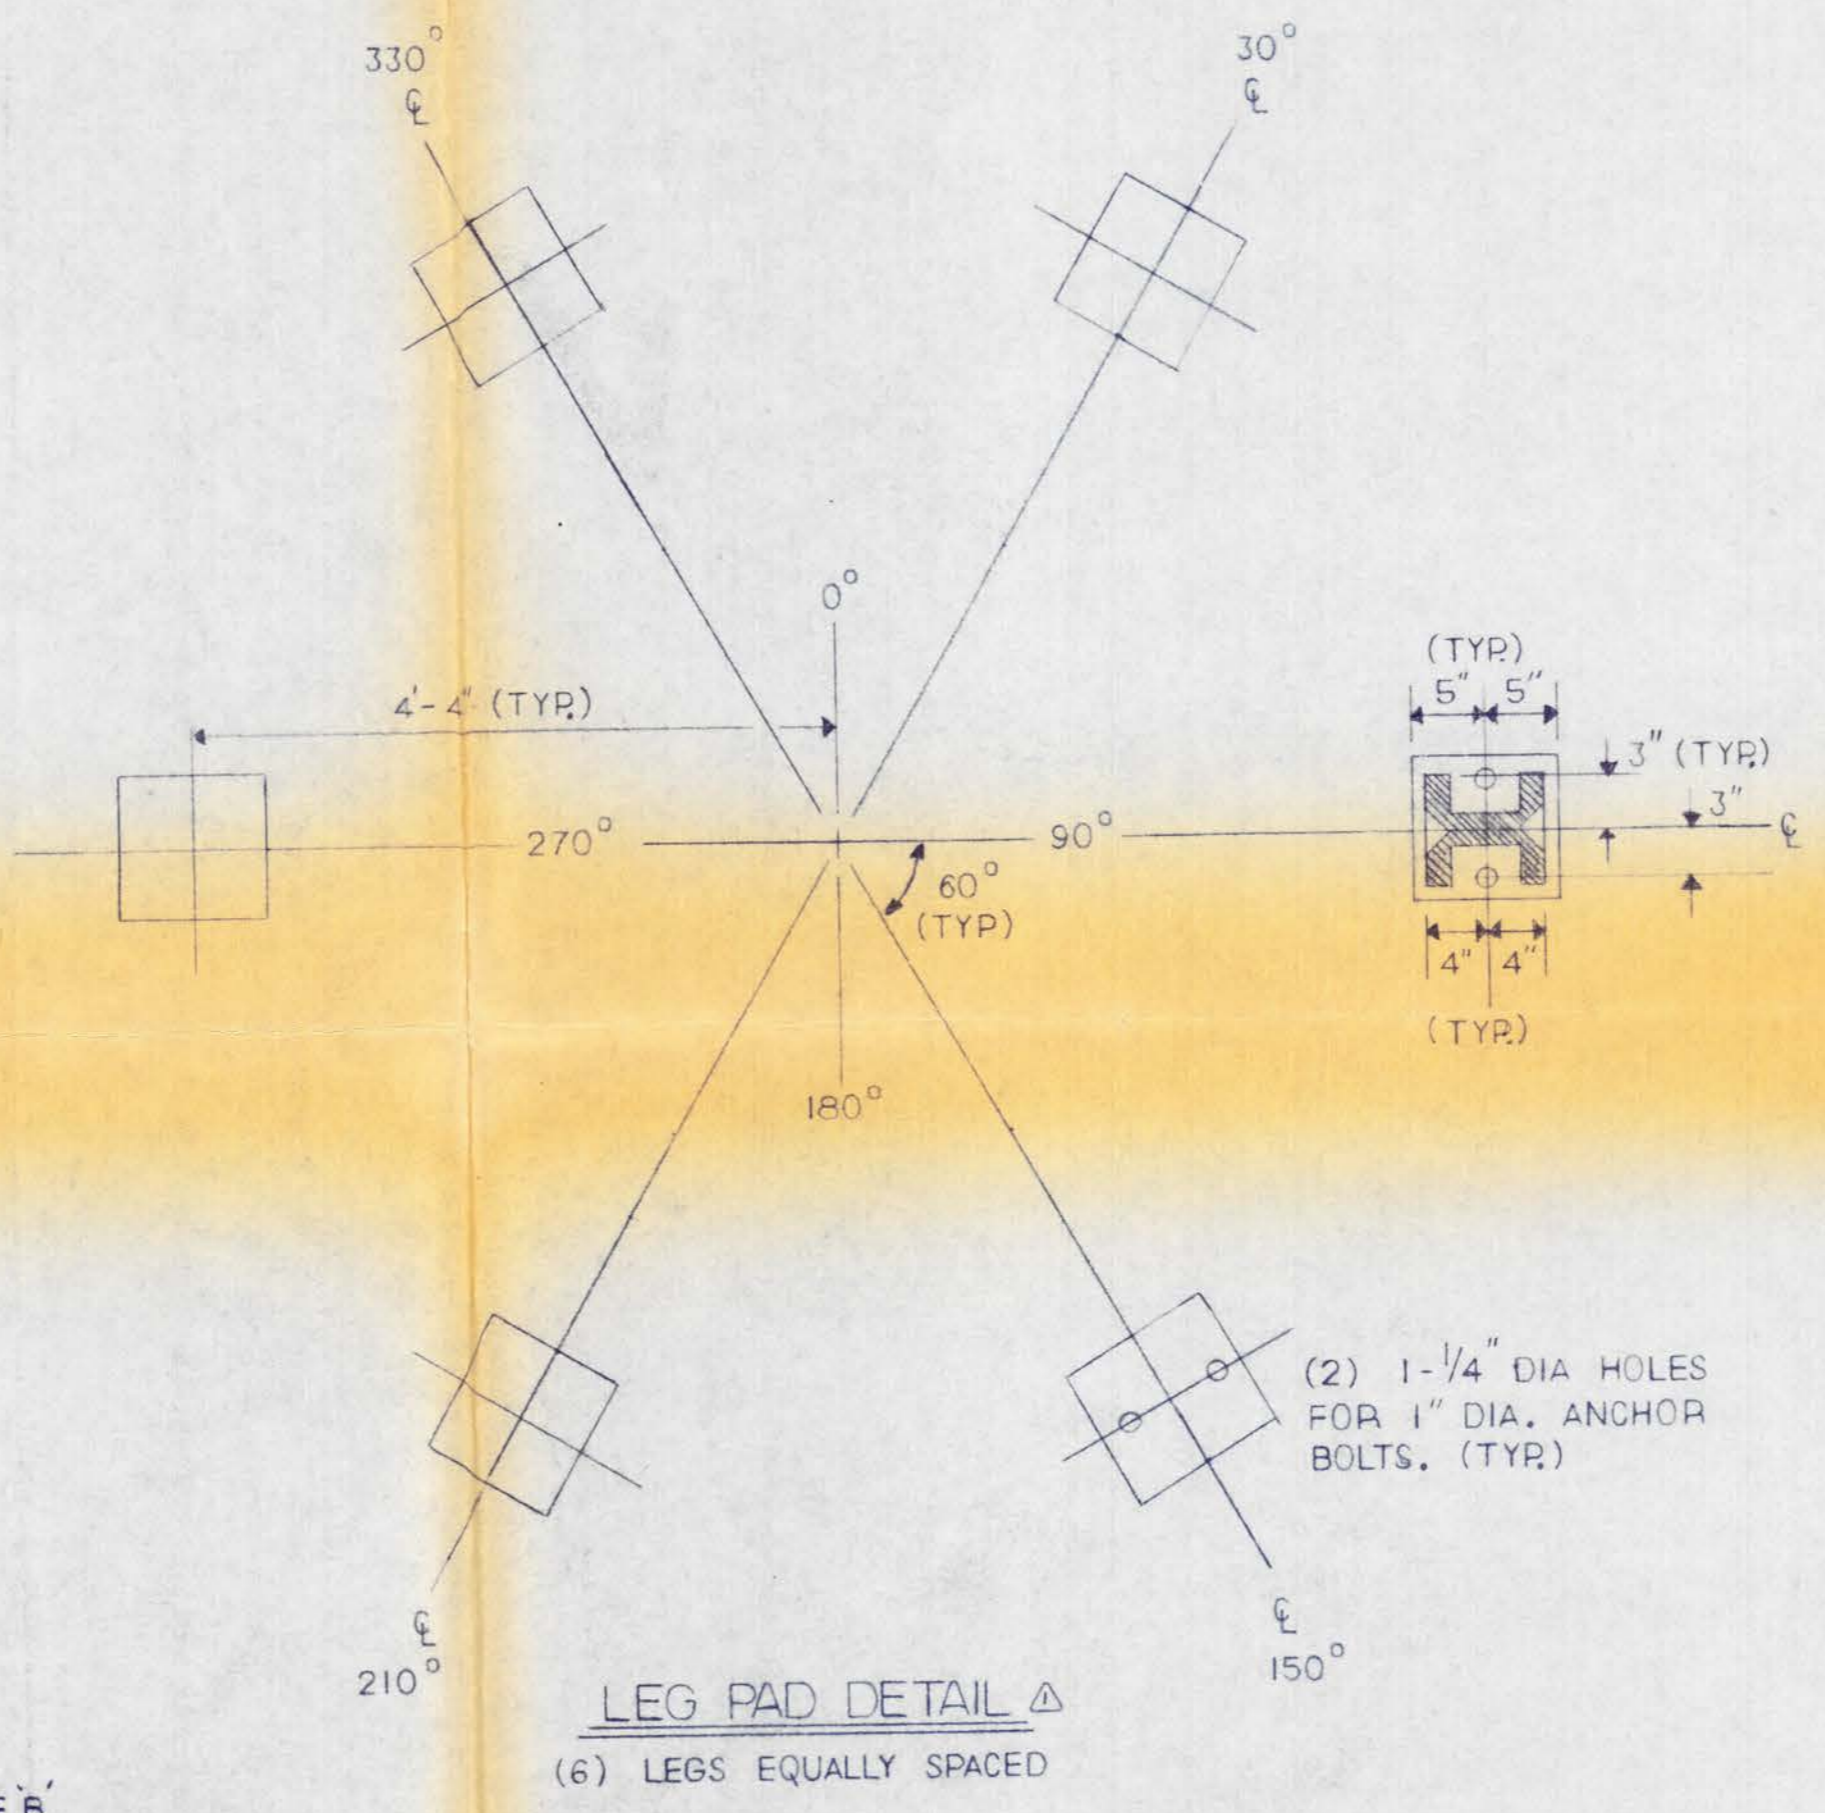 330°
℄
30°
℄
0°
4'-4" (TYP.)
(TYP.)
5" 5"
3" (TYP.)
3"
270°
90°
℄
60°
(TYP)
4" 4"
(TYP.)
180°
(2) 1-1/4" DIA HOLES
FOR 1" DIA. ANCHOR
BOLTS. (TYP.)
℄
210°
℄
150°
LEG PAD DETAIL 1
(6) LEGS EQUALLY SPACED